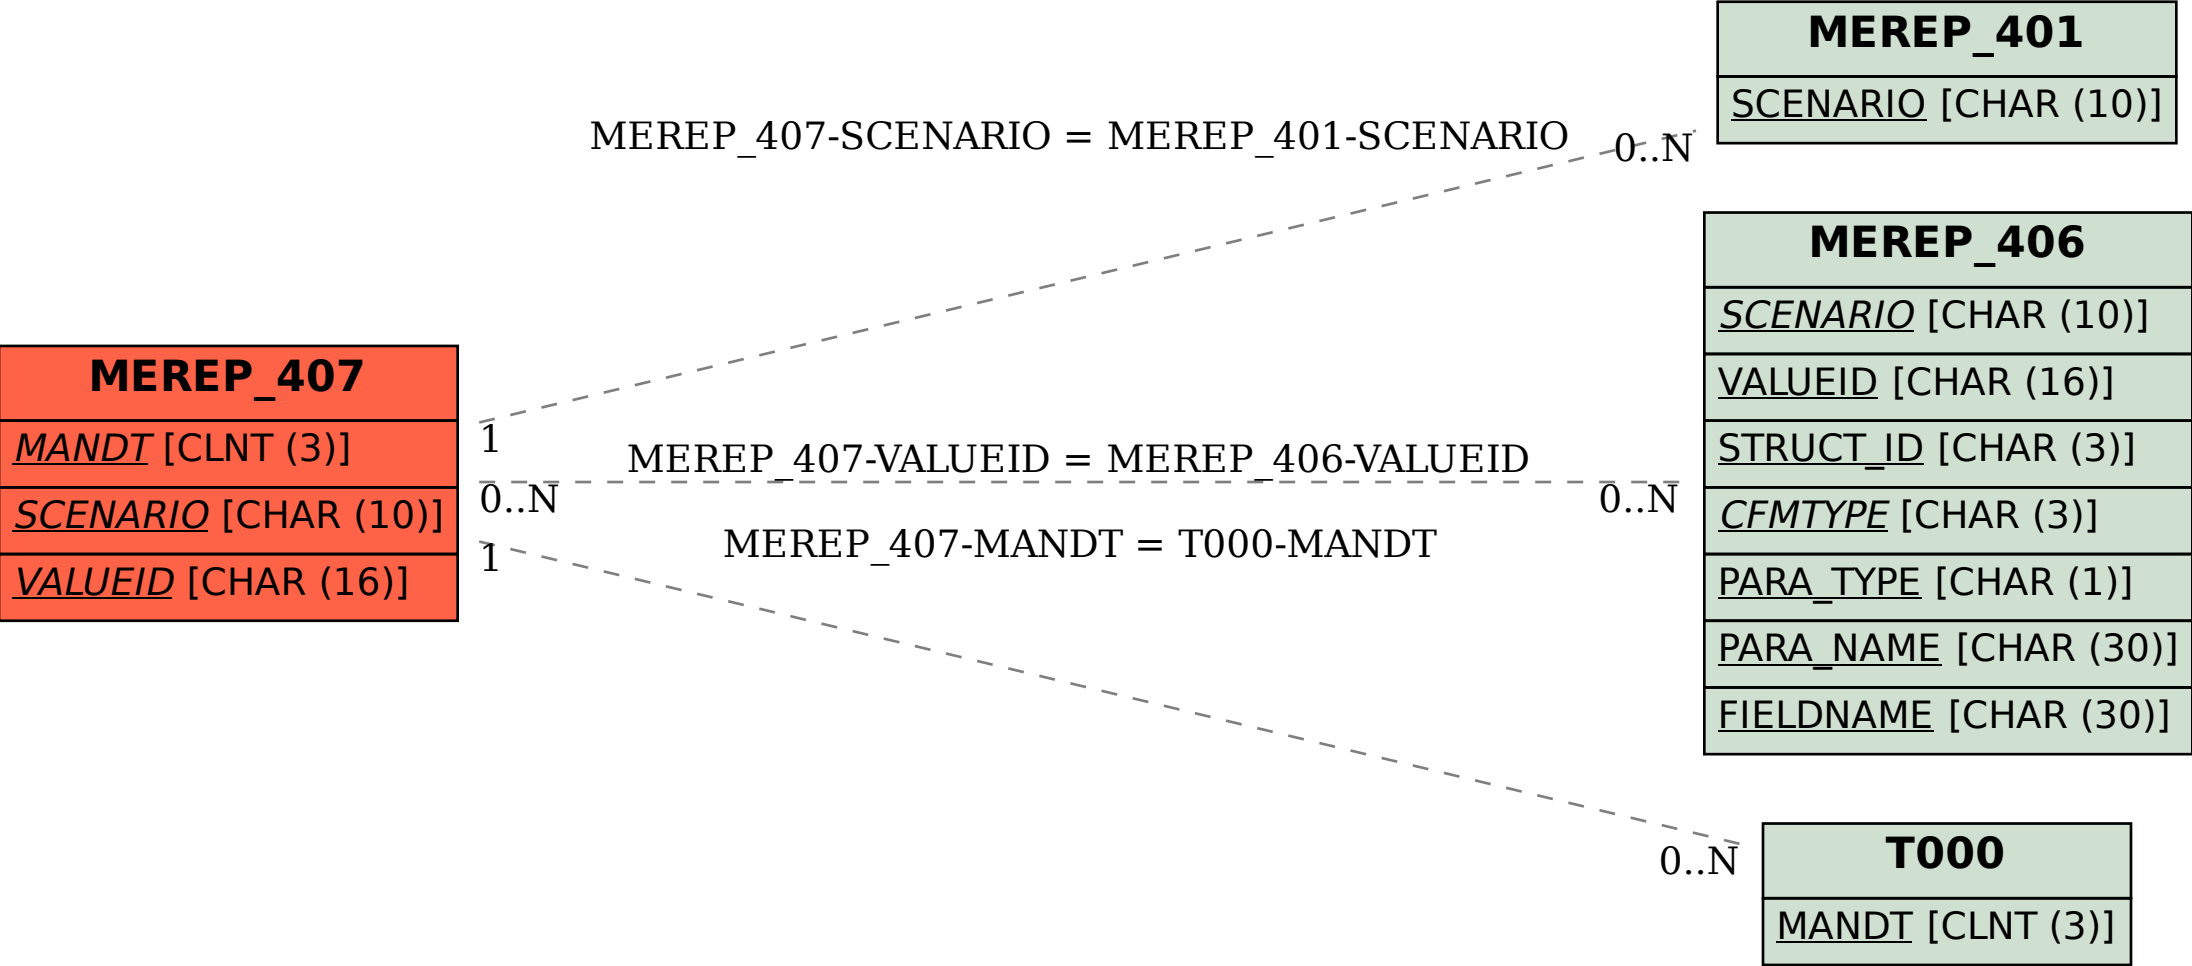 MEREP_401
SCENARIO [CHAR (10)]
MEREP_407-SCENARIO = MEREP_401-SCENARIO
0..N
MEREP_406
SCENARIO [CHAR (10)]
VALUEID [CHAR (16)]
STRUCT_ID [CHAR (3)]
CFMTYPE [CHAR (3)]
PARA_TYPE [CHAR (1)]
PARA_NAME [CHAR (30)]
FIELDNAME [CHAR (30)]
MEREP_407
MANDT [CLNT (3)]
SCENARIO [CHAR (10)]
VALUEID [CHAR (16)]
1
MEREP_407-VALUEID = MEREP_406-VALUEID
0..N
0..N
MEREP_407-MANDT = T000-MANDT
1
0..N
T000
MANDT [CLNT (3)]